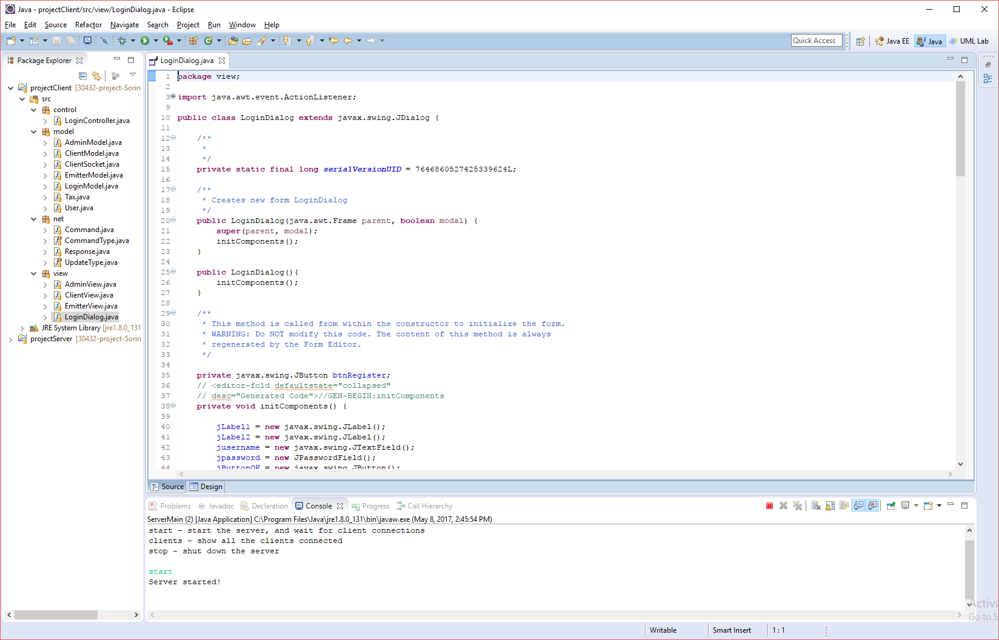 Java - projectClient/src/view/LoginDialog.java - Eclipse
File Edit Source Refactor Navigate Search Project Run Window Help
Quick Access
Java EE
Java
UML Lab
Package Explorer
projectClient [30432-project-Sorin
src
control
LoginController.java
model
AdminModel.java
ClientModel.java
ClientSocket.java
EmitterModel.java
LoginModel.java
Tax.java
User.java
net
Command.java
CommandType.java
Response.java
UpdateType.java
view
AdminView.java
ClientView.java
EmitterView.java
LoginDialog.java
JRE System Library [jre1.8.0_131
projectServer [30432-project-Sorin
LoginDialog.java
1 package view;
2
3 import java.awt.event.ActionListener;
9
10 public class LoginDialog extends javax.swing.JDialog {
11
12 /**
13 *
14 */
15 private static final long serialVersionUID = 7646860527425339624L;
16
17 /**
18 * Creates new form LoginDialog
19 */
20 public LoginDialog(java.awt.Frame parent, boolean modal) {
21 super(parent, modal);
22 initComponents();
23 }
24
25 public LoginDialog(){
26 initComponents();
27 }
28
29 /**
30 * This method is called from within the constructor to initialize the form.
31 * WARNING: Do NOT modify this code. The content of this method is always
32 * regenerated by the Form Editor.
33 */
34
35 private javax.swing.JButton btnRegister;
36 // <editor-fold defaultstate="collapsed"
37 // desc="Generated Code">//GEN-BEGIN:initComponents
38 private void initComponents() {
39
40 jLabel1 = new javax.swing.JLabel();
41 jLabel2 = new javax.swing.JLabel();
42 jusername = new javax.swing.JTextField();
43 jpassword = new JPasswordField();
44 jButtonOK = new javax.swing.JButton();
Source Design
Problems Javadoc Declaration Console Progress Call Hierarchy
ServerMain (2) [Java Application] C:\Program Files\Java\jre1.8.0_131\bin\javaw.exe (May 8, 2017, 2:45:54 PM)
start - start the server, and wait for client connections
clients - show all the clients connected
stop - shut down the server
start
Server started!
Activa
Go to S
Writable Smart Insert 1 : 1